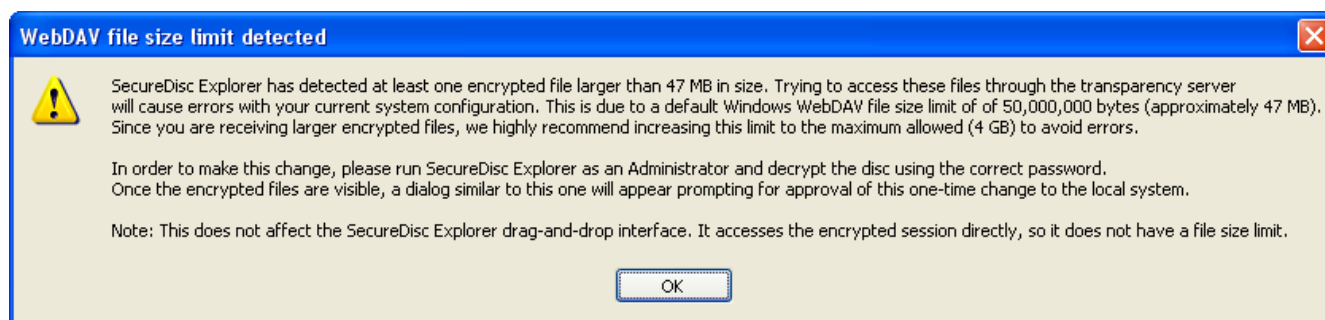 WebDAV file size limit detected
SecureDisc Explorer has detected at least one encrypted file larger than 47 MB in size. Trying to access these files through the transparency server
will cause errors with your current system configuration. This is due to a default Windows WebDAV file size limit of of 50,000,000 bytes (approximately 47 MB).
Since you are receiving larger encrypted files, we highly recommend increasing this limit to the maximum allowed (4 GB) to avoid errors.
In order to make this change, please run SecureDisc Explorer as an Administrator and decrypt the disc using the correct password.
Once the encrypted files are visible, a dialog similar to this one will appear prompting for approval of this one-time change to the local system.
Note: This does not affect the SecureDisc Explorer drag-and-drop interface. It accesses the encrypted session directly, so it does not have a file size limit.
OK